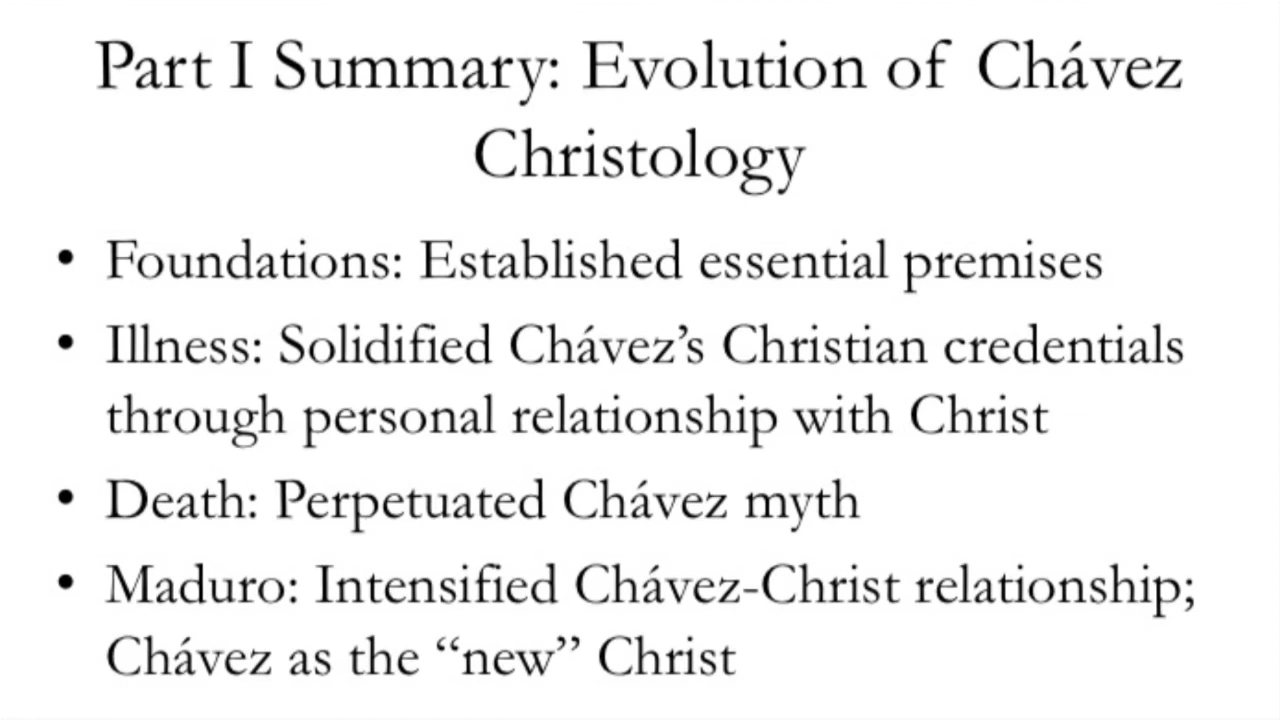 Part I Summary: Evolution of Chávez
Christology
• Foundations: Established essential premises
• Illness: Solidified Chávez’s Christian credentials
through personal relationship with Christ
• Death: Perpetuated Chávez myth
• Maduro: Intensified Chávez-Christ relationship;
Chávez as the “new” Christ